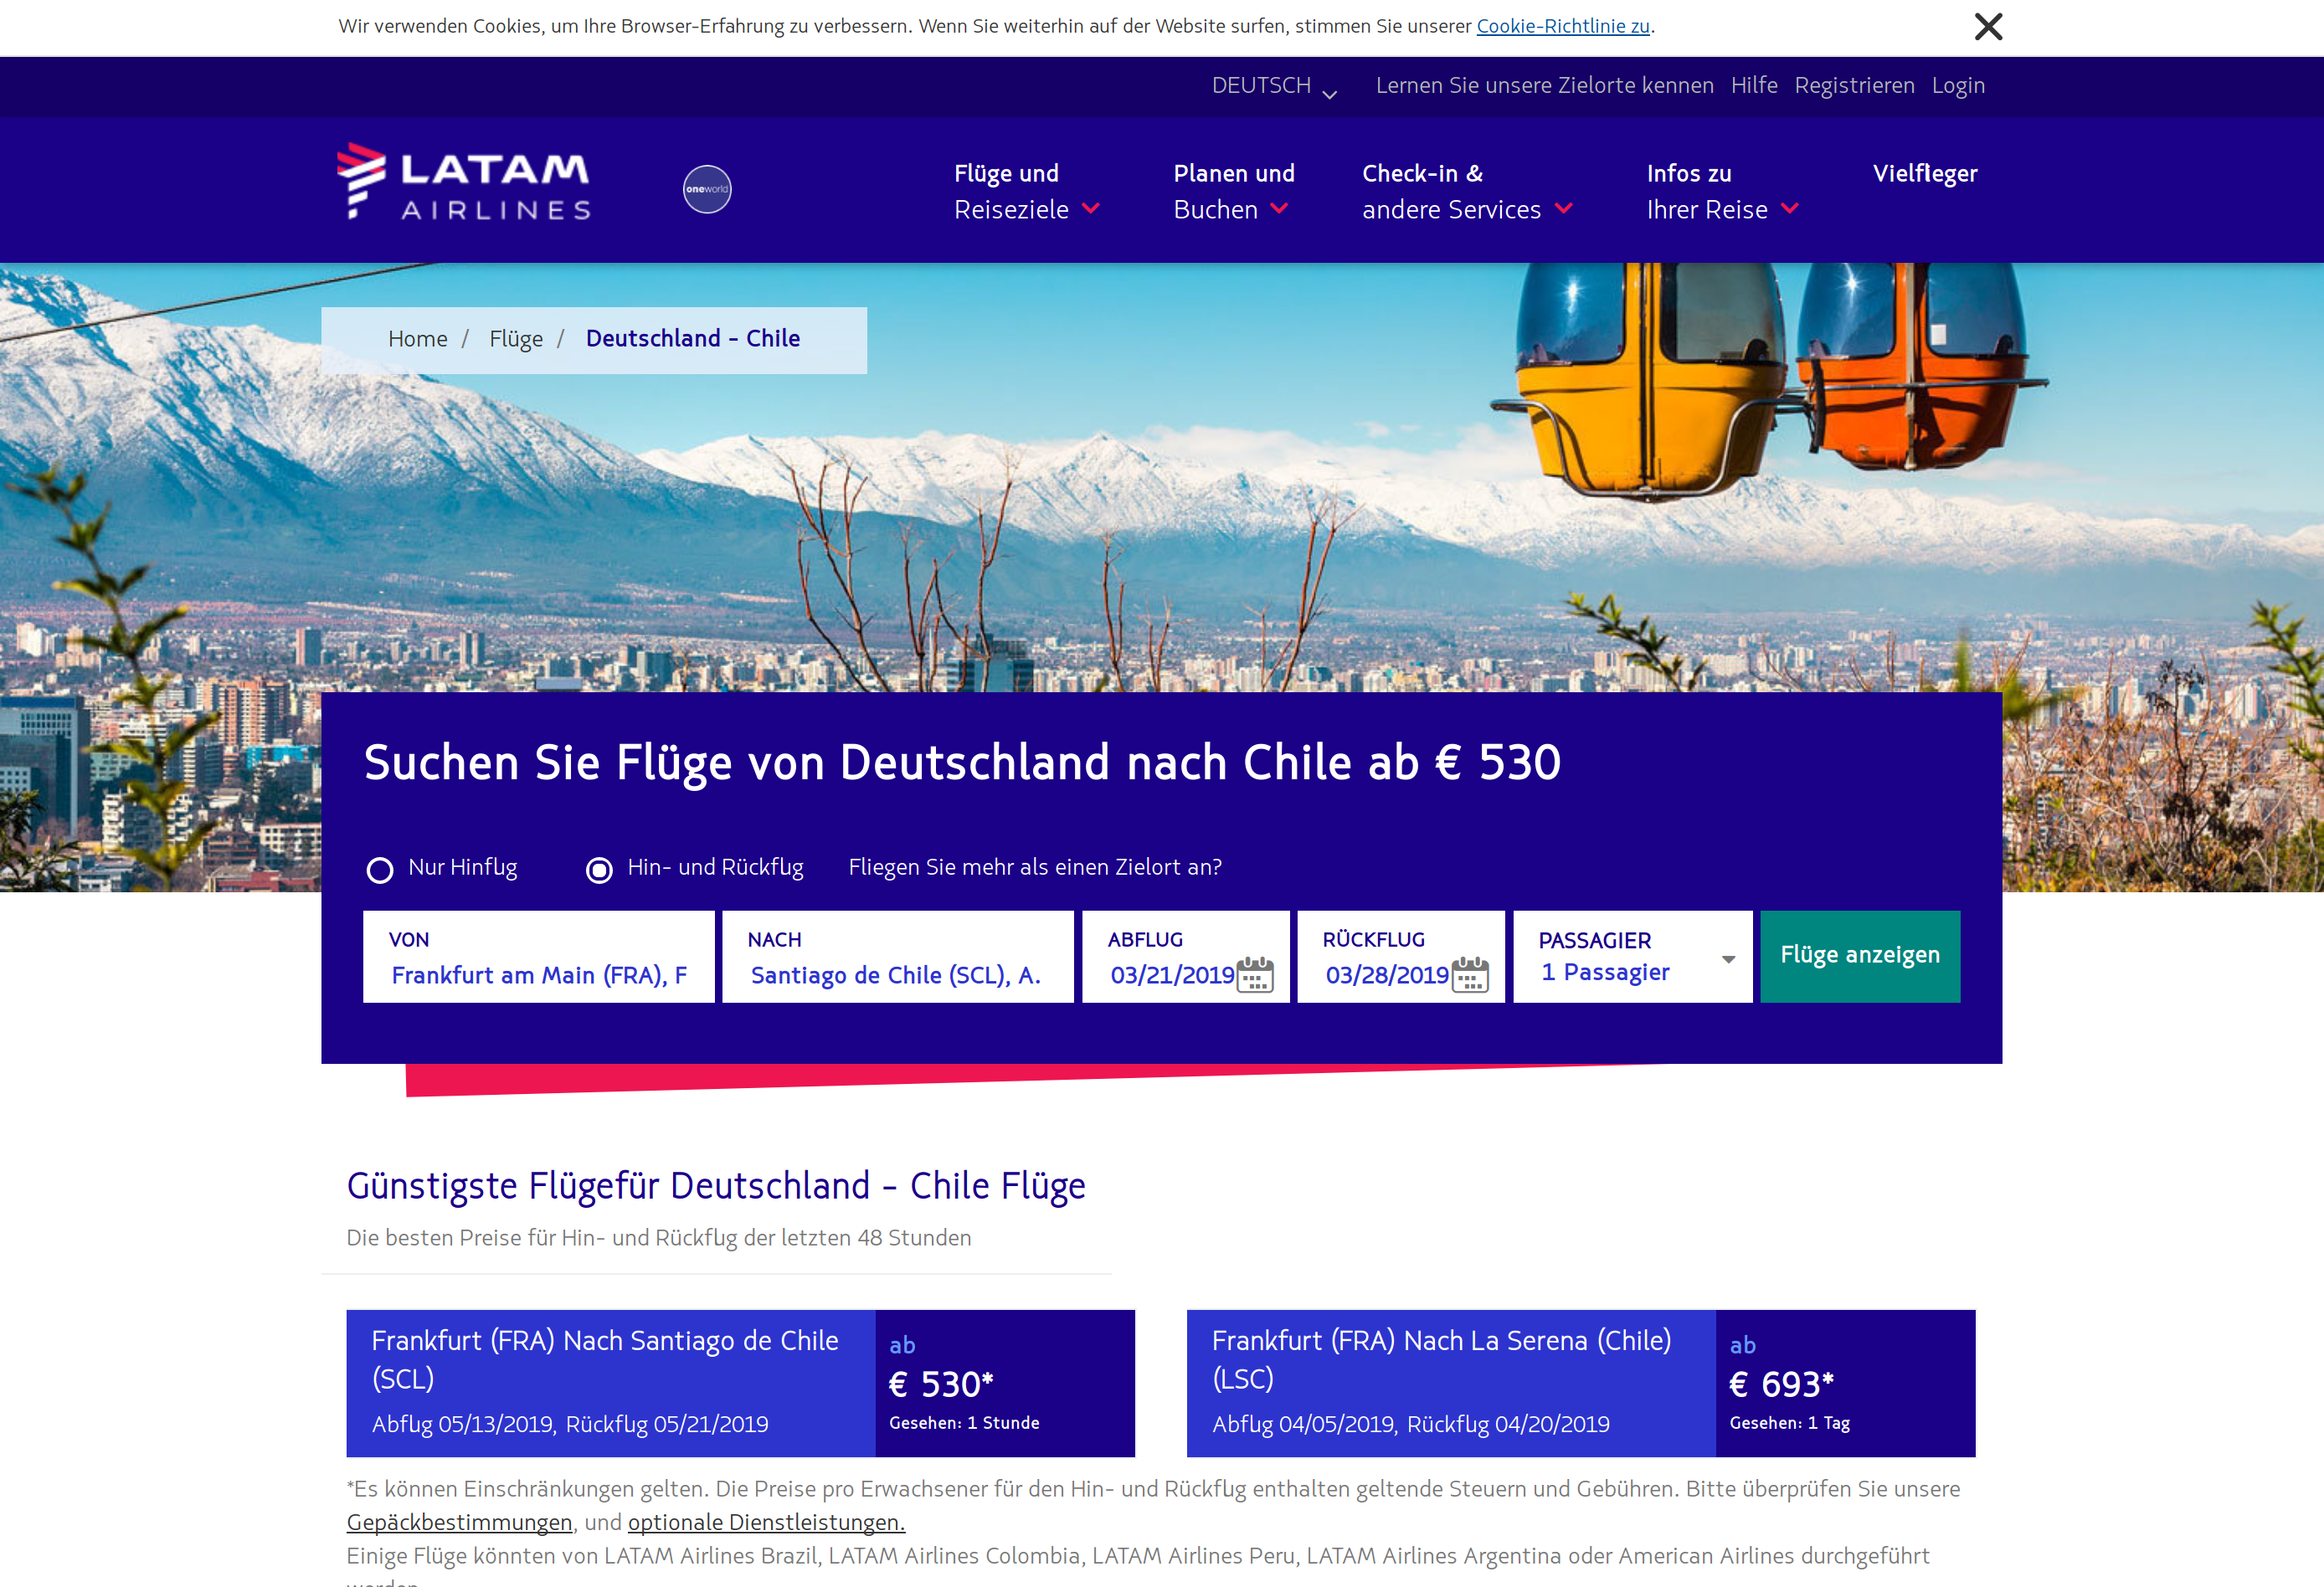 Wir verwenden Cookies, um Ihre Browser-Erfahrung zu verbessern. Wenn Sie weiterhin auf der Website surfen, stimmen Sie unserer Cookie-Richtlinie zu.
DEUTSCH Lernen Sie unsere Zielorte kennen Hilfe Registrieren Login
LATAM
AIRLINES
oneworld
Flüge und
Reiseziele
Planen und
Buchen
Check-in &
andere Services
Infos zu
Ihrer Reise
Vielflieger
Home / Flüge / Deutschland - Chile
Suchen Sie Flüge von Deutschland nach Chile ab € 530
Nur Hinflug Hin- und Rückflug Fliegen Sie mehr als einen Zielort an?
VON
Frankfurt am Main (FRA), F
NACH
Santiago de Chile (SCL), A.
ABFLUG
03/21/2019
RÜCKFLUG
03/28/2019
PASSAGIER
1 Passagier
Flüge anzeigen
Günstigste Flügefür Deutschland - Chile Flüge
Die besten Preise für Hin- und Rückflug der letzten 48 Stunden
Frankfurt (FRA) Nach Santiago de Chile
(SCL)
Abflug 05/13/2019, Rückflug 05/21/2019
ab
€ 530*
Gesehen: 1 Stunde
Frankfurt (FRA) Nach La Serena (Chile)
(LSC)
Abflug 04/05/2019, Rückflug 04/20/2019
ab
€ 693*
Gesehen: 1 Tag
*Es können Einschränkungen gelten. Die Preise pro Erwachsener für den Hin- und Rückflug enthalten geltende Steuern und Gebühren. Bitte überprüfen Sie unsere
Gepäckbestimmungen, und optionale Dienstleistungen.
Einige Flüge könnten von LATAM Airlines Brazil, LATAM Airlines Colombia, LATAM Airlines Peru, LATAM Airlines Argentina oder American Airlines durchgeführt